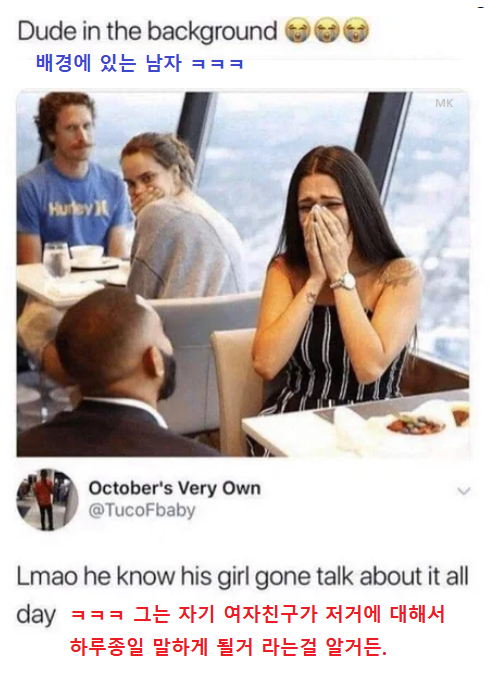 Dude in the background 😭😭😭
배경에 있는 남자 ㅋㅋㅋ
MK
Hurley
October's Very Own
@TucoFbaby
Lmao he know his girl gone talk about it all
day ㅋㅋㅋ 그는 자기 여자친구가 저거에 대해서
하루종일 말하게 될거 라는걸 알거든.